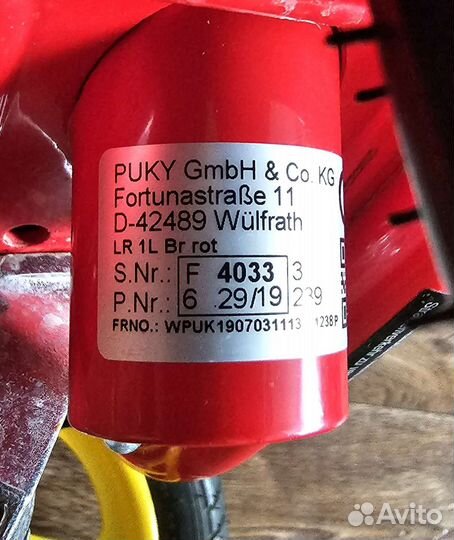 PUKY GmbH & Co. KG
Fortunastraße 11
D-42489 Wülfrath
LR 1L Br rot
S.Nr.: F 4033 3
P.Nr.: 6 .29/19 239
FRNO.: WPUK1907031113 1238P
Avito